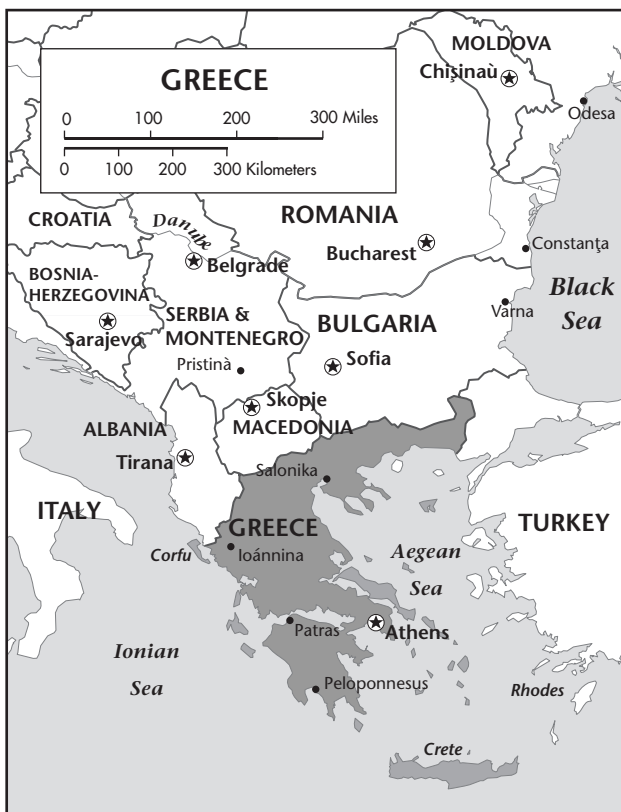 MOLDOVA
Chişinaù
GREECE
0 100 200 300 Miles
0 100 200 300 Kilometers
Odesa
CROATIA
Danube
ROMANIA
Bucharest
Constanţa
BOSNIA-
HERZEGOVINA
Belgrade
Black
Sea
Sarajevo
SERBIA &
MONTENEGRO
BULGARIA
Varna
Pristinà
Sofia
Skopje
MACEDONIA
ALBANIA
Tirana
Salonika
ITALY
GREECE
TURKEY
Corfu
Ioánnina
Aegean
Sea
Patras
Athens
Ionian
Sea
Peloponnesus
Rhodes
Crete